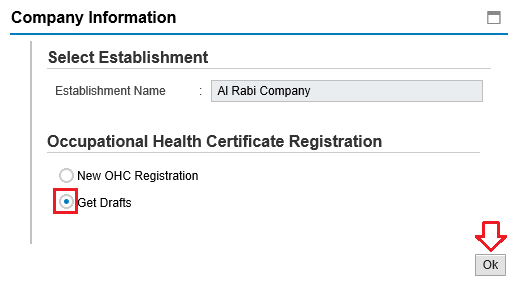 Company Information
Select Establishment
Establishment Name : Al Rabi Company
Occupational Health Certificate Registration
New OHC Registration
Get Drafts
Ok